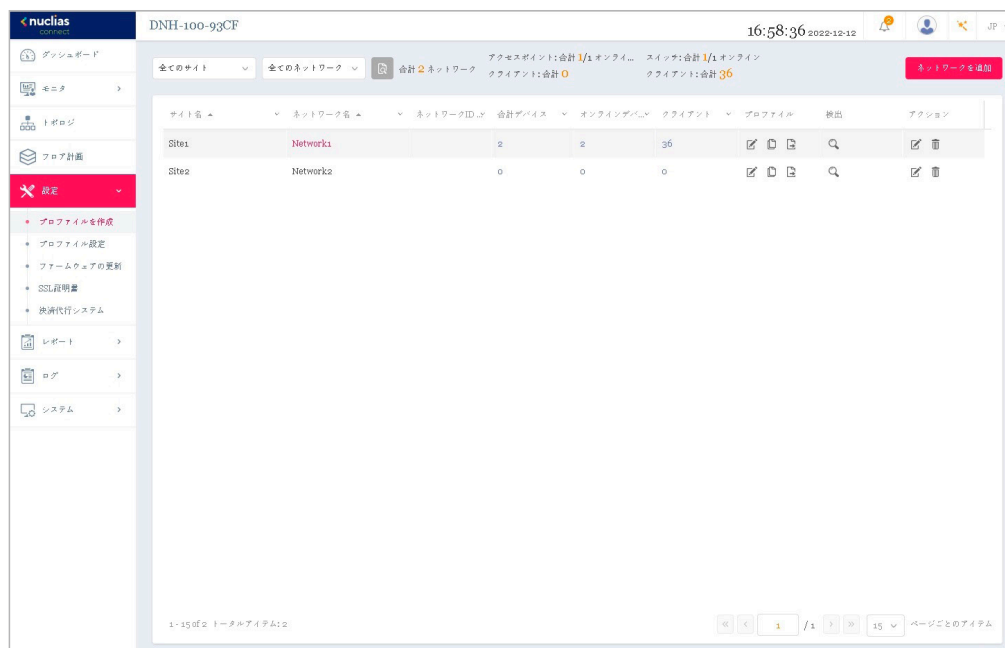 nuclias
connect
DNH-100-93CF
16:58:36 2022-12-12
JP
ダッシュボード
モニタ
トポロジ
フロア計画
設定
プロファイルを作成
プロファイル設定
ファームウェアの更新
SSL証明書
決済代行システム
レポート
ログ
システム
全てのサイト
全てのネットワーク
合計 2 ネットワーク
アクセスポイント:合計 1/1 オンライ...
クライアント:合計 0
スイッチ:合計 1/1 オンライン
クライアント:合計 36
ネットワークを追加
サイト名 ネットワーク名 ネットワークID... 合計デバイス オンラインデバ... クライアント プロファイル 検出 アクション
Site1 Network1 2 2 36
Site2 Network2 0 0 0
1 - 15 of 2 トータルアイテム: 2
1 / 1 15 ページごとのアイテム